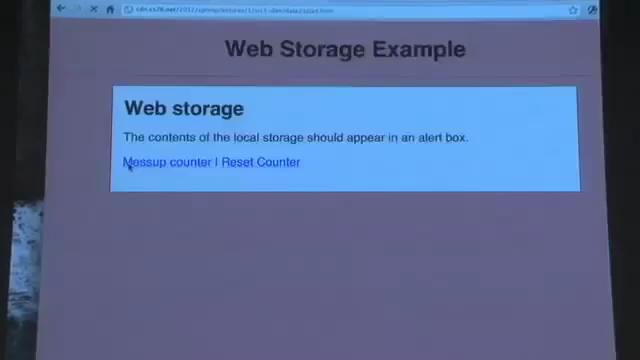 Web Storage Example
Web storage
The contents of the local storage should appear in an alert box.
Messup counter | Reset Counter